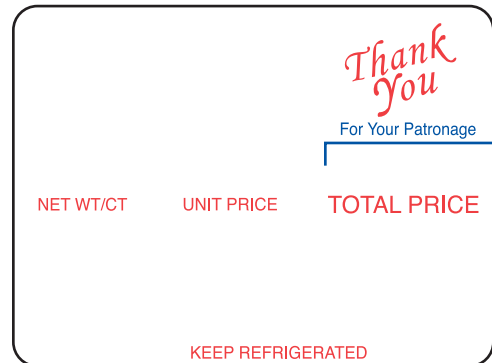 Thank
You
For Your Patronage
NET WT/CT UNIT PRICE TOTAL PRICE
KEEP REFRIGERATED